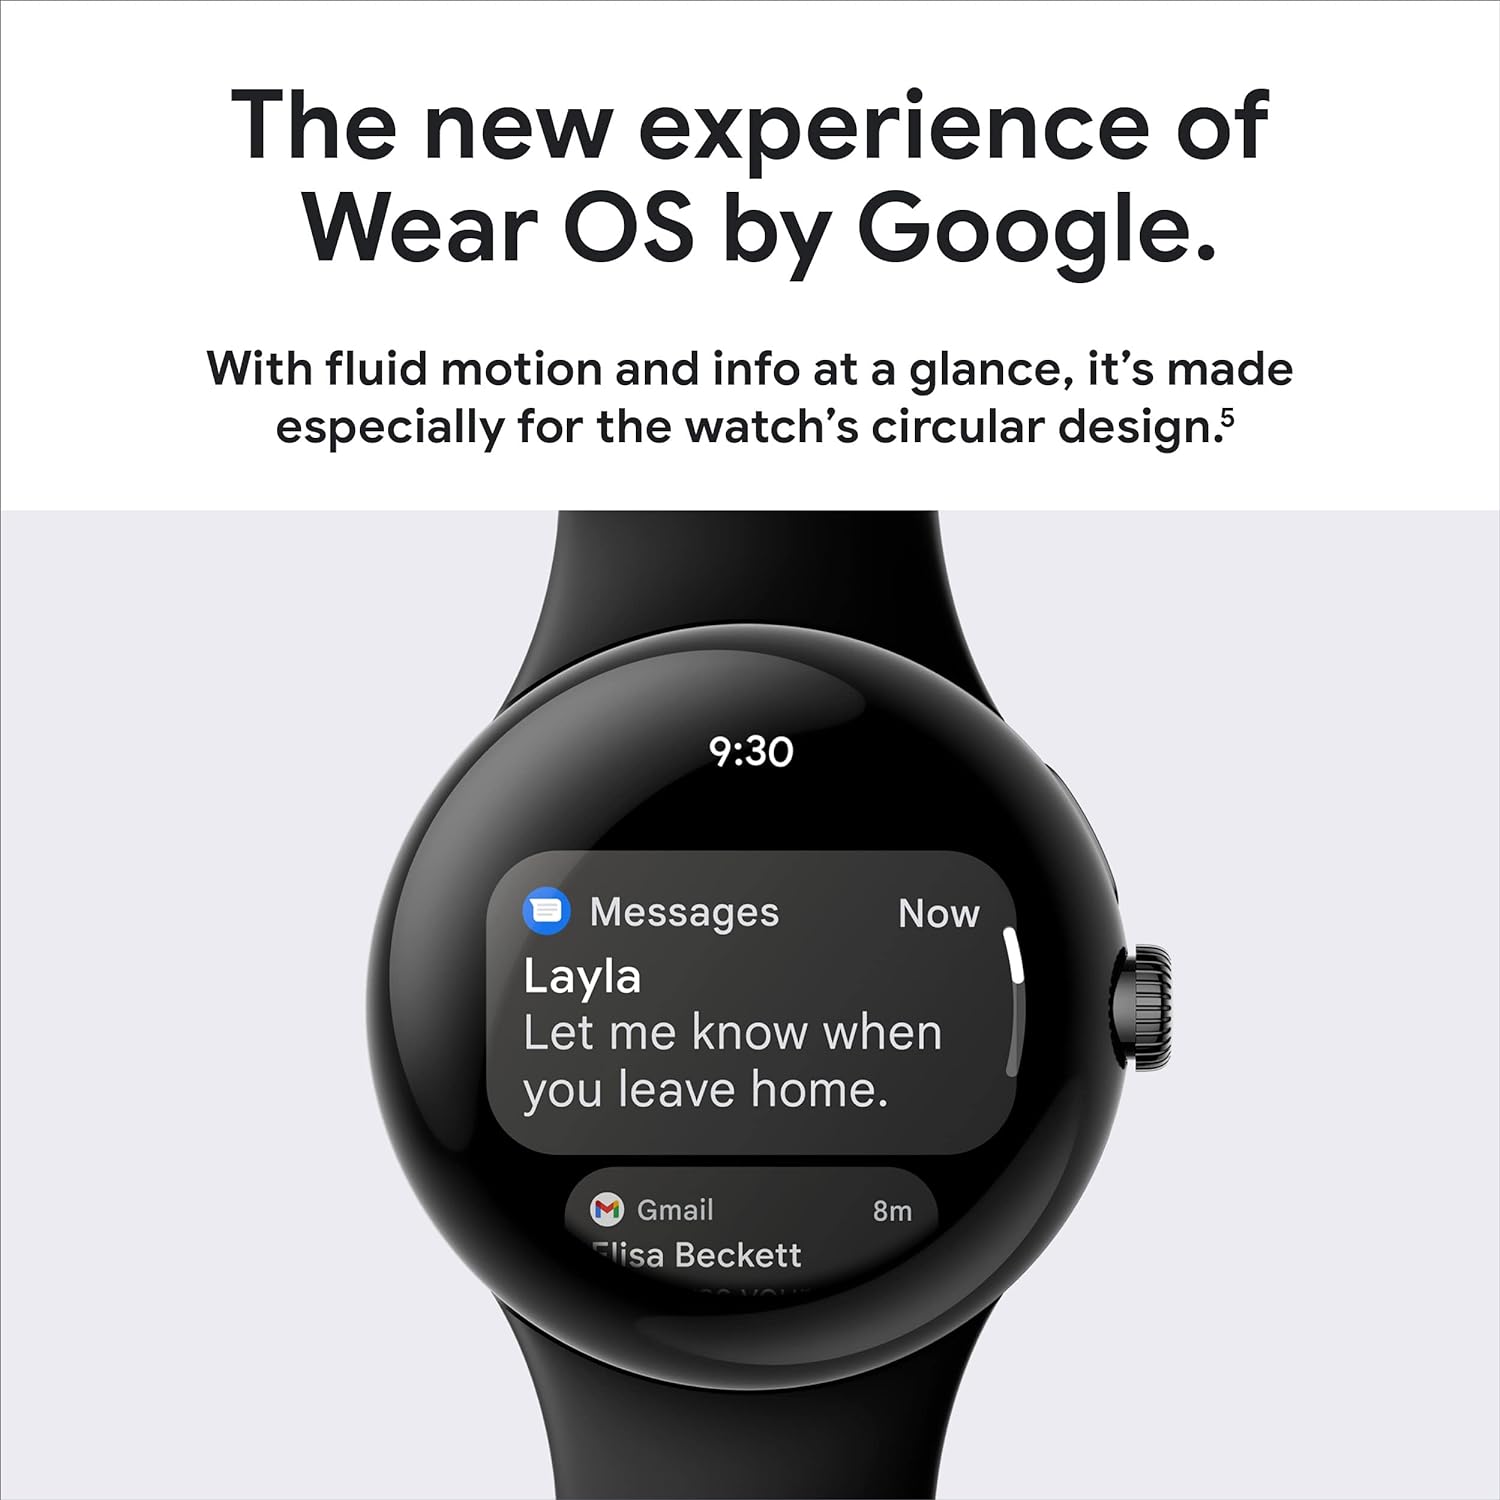 The new experience of
Wear OS by Google.
With fluid motion and info at a glance, it’s made
especially for the watch’s circular design.⁵
9:30
Messages Now
Layla
Let me know when
you leave home.
Gmail 8m
Elisa Beckett